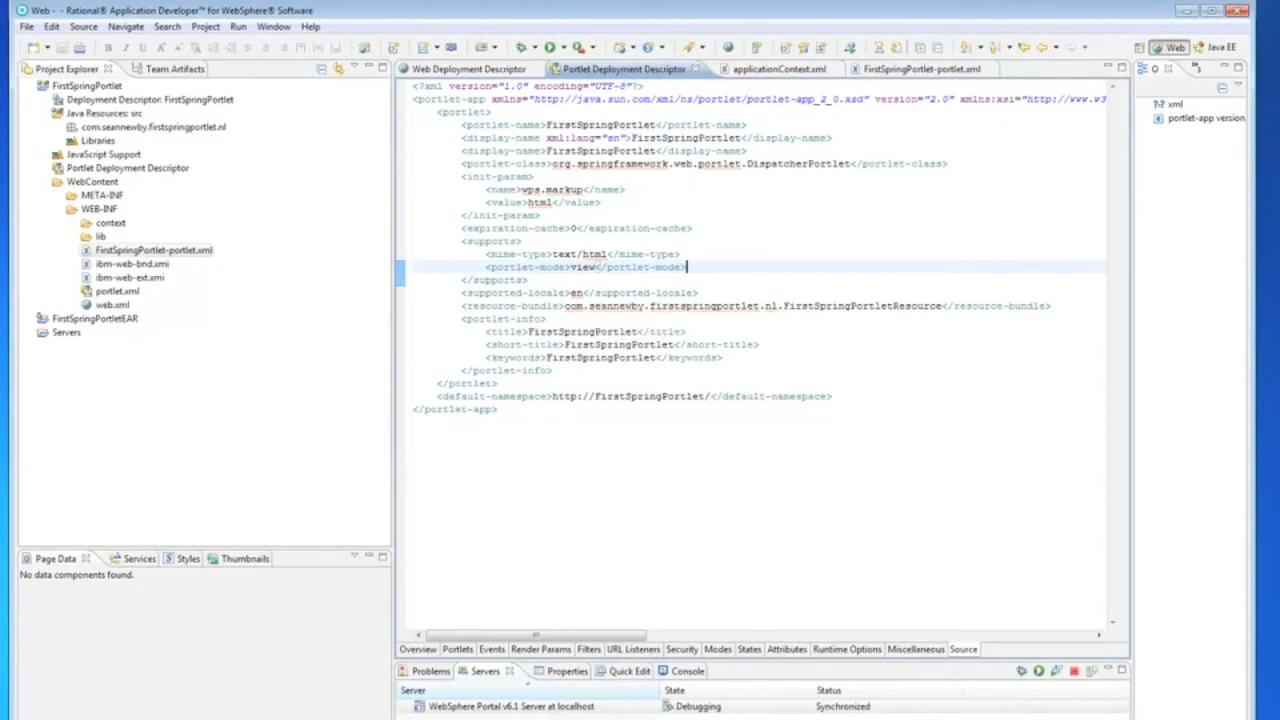 Web - - Rational® Application Developer™ for WebSphere® Software
File Edit Source Navigate Search Project Run Window Help
Web Java EE
Project Explorer Team Artifacts
Web Deployment Descriptor Portlet Deployment Descriptor applicationContext.xml FirstSpringPortlet-portlet.xml
FirstSpringPortlet
Deployment Descriptor: FirstSpringPortlet
Java Resources: src
com.seannewby.firstspringportlet.nl
Libraries
JavaScript Support
Portlet Deployment Descriptor
WebContent
META-INF
WEB-INF
context
lib
FirstSpringPortlet-portlet.xml
ibm-web-bnd.xmi
ibm-web-ext.xmi
portlet.xml
web.xml
FirstSpringPortletEAR
Servers
<?xml version="1.0" encoding="UTF-8"?>
<portlet-app xmlns="http://java.sun.com/xml/ns/portlet/portlet-app_2_0.xsd" version="2.0" xmlns:xsi="http://www.w3
<portlet>
<portlet-name>FirstSpringPortlet</portlet-name>
<display-name xml:lang="en">FirstSpringPortlet</display-name>
<display-name>FirstSpringPortlet</display-name>
<portlet-class>org.springframework.web.portlet.DispatcherPortlet</portlet-class>
<init-param>
<name>wps.markup</name>
<value>html</value>
</init-param>
<expiration-cache>0</expiration-cache>
<supports>
<mime-type>text/html</mime-type>
<portlet-mode>view</portlet-mode>
</supports>
<supported-locale>en</supported-locale>
<resource-bundle>com.seannewby.firstspringportlet.nl.FirstSpringPortletResource</resource-bundle>
<portlet-info>
<title>FirstSpringPortlet</title>
<short-title>FirstSpringPortlet</short-title>
<keywords>FirstSpringPortlet</keywords>
</portlet-info>
</portlet>
<default-namespace>http://FirstSpringPortlet/</default-namespace>
</portlet-app>
O
xml
portlet-app version
Page Data Services Styles Thumbnails
No data components found.
Overview Portlets Events Render Params Filters URL Listeners Security Modes States Attributes Runtime Options Miscellaneous Source
Problems Servers Properties Quick Edit Console
Server State Status
WebSphere Portal v6.1 Server at localhost Debugging Synchronized